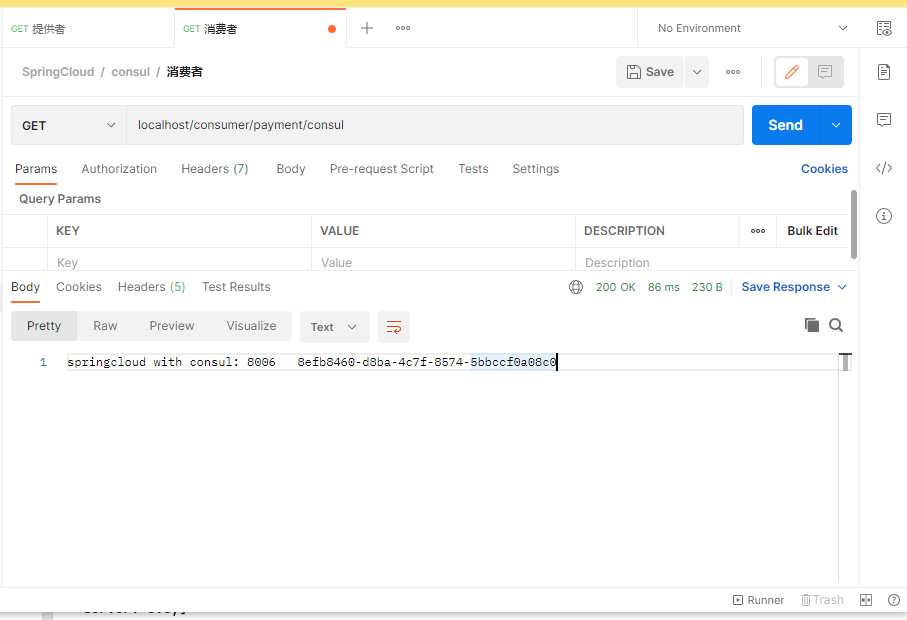 GET 提供者 GET 消费者 No Environment
SpringCloud / consul / 消费者 Save
GET localhost/consumer/payment/consul Send
Params Authorization Headers (7) Body Pre-request Script Tests Settings Cookies
Query Params
KEY VALUE DESCRIPTION Bulk Edit
Key Value Description
Body Cookies Headers (5) Test Results 200 OK 86 ms 230 B Save Response
Pretty Raw Preview Visualize Text
1 springcloud with consul: 8006 8efb8460-d8ba-4c7f-8574-5bbccf0a08c0
Runner Trash